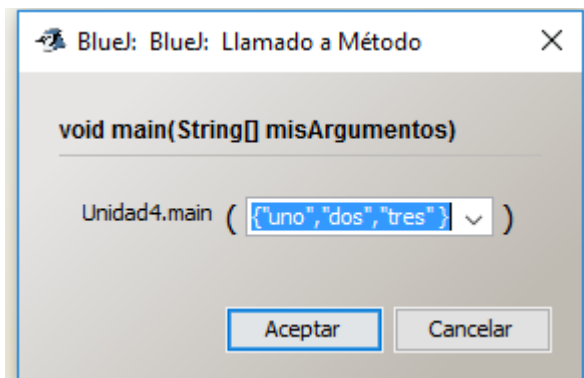 BlueJ: BlueJ: Llamado a Método
void main(String[] misArgumentos)
Unidad4.main ( {"uno","dos","tres" } )
Aceptar Cancelar